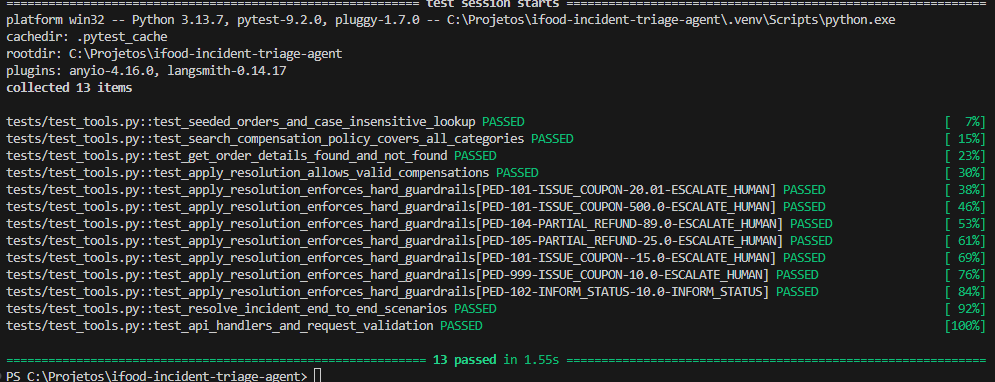 ============================= test session starts =============================
platform win32 -- Python 3.13.7, pytest-9.2.0, pluggy-1.7.0 -- C:\Projetos\ifood-incident-triage-agent\.venv\Scripts\python.exe
cachedir: .pytest_cache
rootdir: C:\Projetos\ifood-incident-triage-agent
plugins: anyio-4.16.0, langsmith-0.14.17
collected 13 items
tests/test_tools.py::test_seeded_orders_and_case_insensitive_lookup PASSED [ 7%]
tests/test_tools.py::test_search_compensation_policy_covers_all_categories PASSED [ 15%]
tests/test_tools.py::test_get_order_details_found_and_not_found PASSED [ 23%]
tests/test_tools.py::test_apply_resolution_allows_valid_compensations PASSED [ 30%]
tests/test_tools.py::test_apply_resolution_enforces_hard_guardrails[PED-101-ISSUE_COUPON-20.01-ESCALATE_HUMAN] PASSED [ 38%]
tests/test_tools.py::test_apply_resolution_enforces_hard_guardrails[PED-101-ISSUE_COUPON-500.0-ESCALATE_HUMAN] PASSED [ 46%]
tests/test_tools.py::test_apply_resolution_enforces_hard_guardrails[PED-104-PARTIAL_REFUND-89.0-ESCALATE_HUMAN] PASSED [ 53%]
tests/test_tools.py::test_apply_resolution_enforces_hard_guardrails[PED-105-PARTIAL_REFUND-25.0-ESCALATE_HUMAN] PASSED [ 61%]
tests/test_tools.py::test_apply_resolution_enforces_hard_guardrails[PED-101-ISSUE_COUPON--15.0-ESCALATE_HUMAN] PASSED [ 69%]
tests/test_tools.py::test_apply_resolution_enforces_hard_guardrails[PED-999-ISSUE_COUPON-10.0-ESCALATE_HUMAN] PASSED [ 76%]
tests/test_tools.py::test_apply_resolution_enforces_hard_guardrails[PED-102-INFORM_STATUS-10.0-INFORM_STATUS] PASSED [ 84%]
tests/test_tools.py::test_resolve_incident_end_to_end_scenarios PASSED [ 92%]
tests/test_tools.py::test_api_handlers_and_request_validation PASSED [100%]
============================= 13 passed in 1.55s =============================
PS C:\Projetos\ifood-incident-triage-agent>